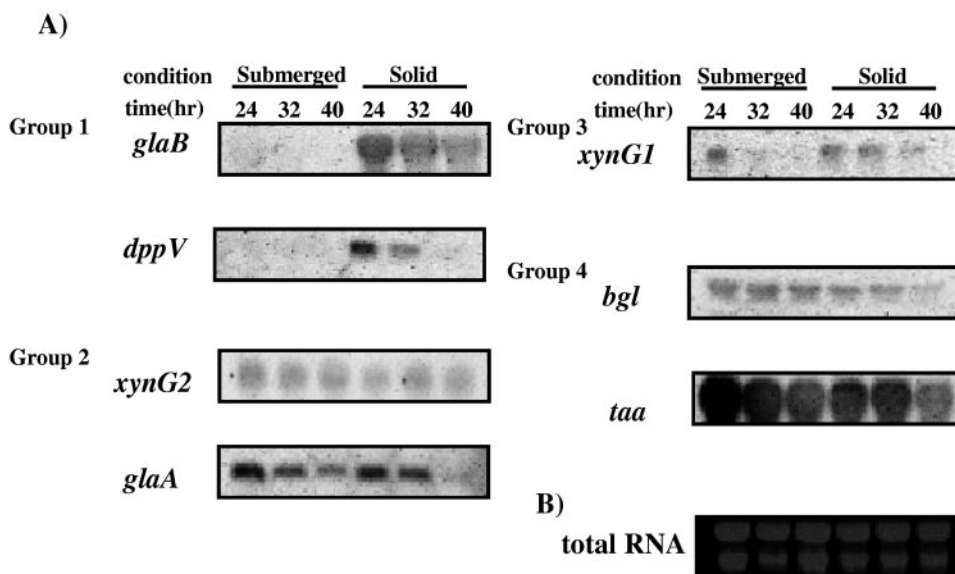 A)
condition Submerged Solid
time(hr) 24 32 40 24 32 40
Group 1
glaB
dppV
Group 2
xynG2
glaA
condition Submerged Solid
time(hr) 24 32 40 24 32 40
Group 3
xynG1
Group 4
bgl
taa
B)
total RNA